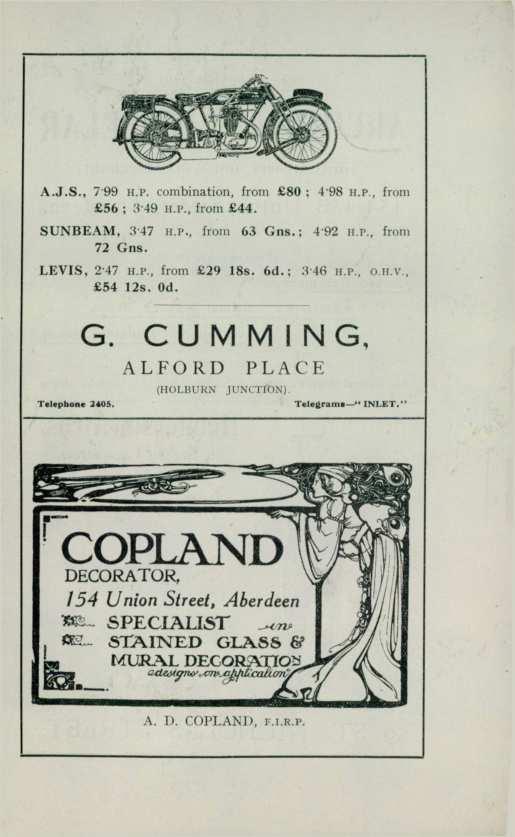 A.J.S., 7·99 H.P. combination, from £80 ; 4·98 H.P., from
£56 ; 3·49 H.P., from £44.
SUNBEAM, 3·47 H.P., from 63 Gns.; 4·92 H.P., from
72 Gns.
LEVIS, 2·47 H.P., from £29 18s. 6d.; 3·46 H.P., O.H.V.,
£54 12s. 0d.
G. CUMMING,
ALFORD PLACE
(HOLBURN JUNCTION).
Telephone 2405. Telegrams—"INLET."
COPLAND
DECORATOR,
154 Union Street, Aberdeen
SPECIALIST in
STAINED GLASS &
MURAL DECORATION
designs on application
A. D. COPLAND, F.I.R.P.